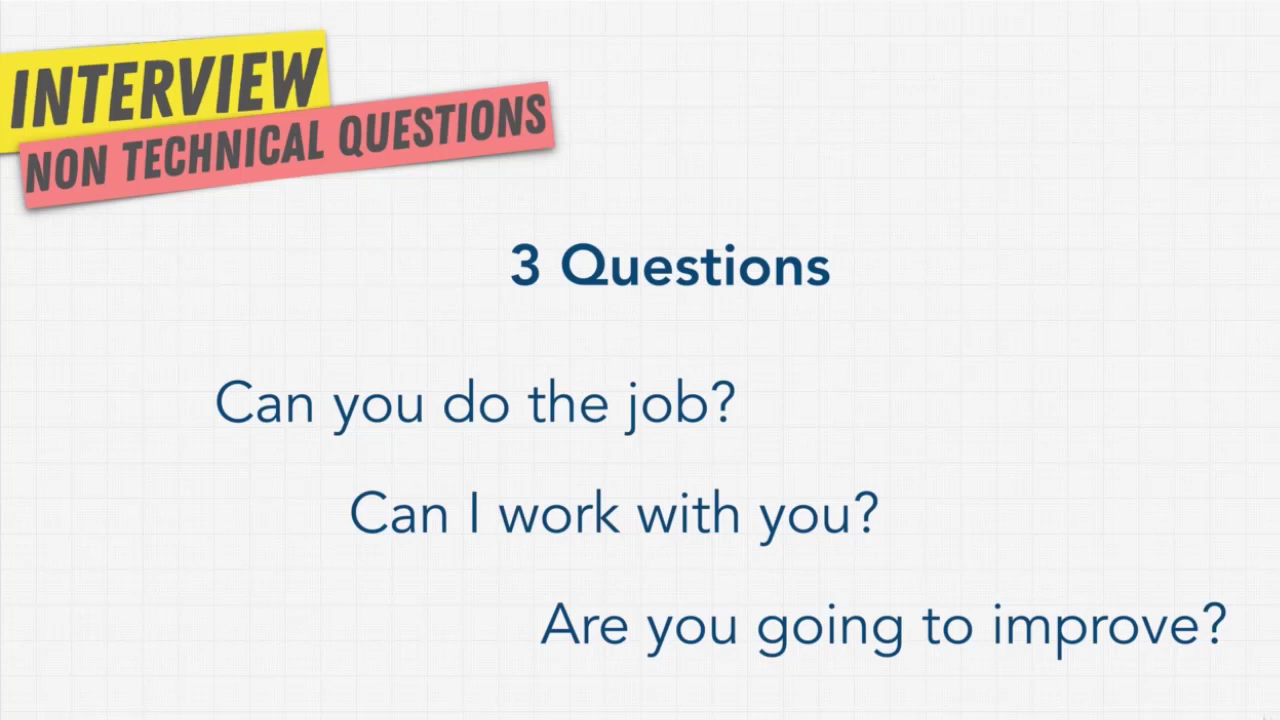 INTERVIEW
NON TECHNICAL QUESTIONS
3 Questions
Can you do the job?
Can I work with you?
Are you going to improve?